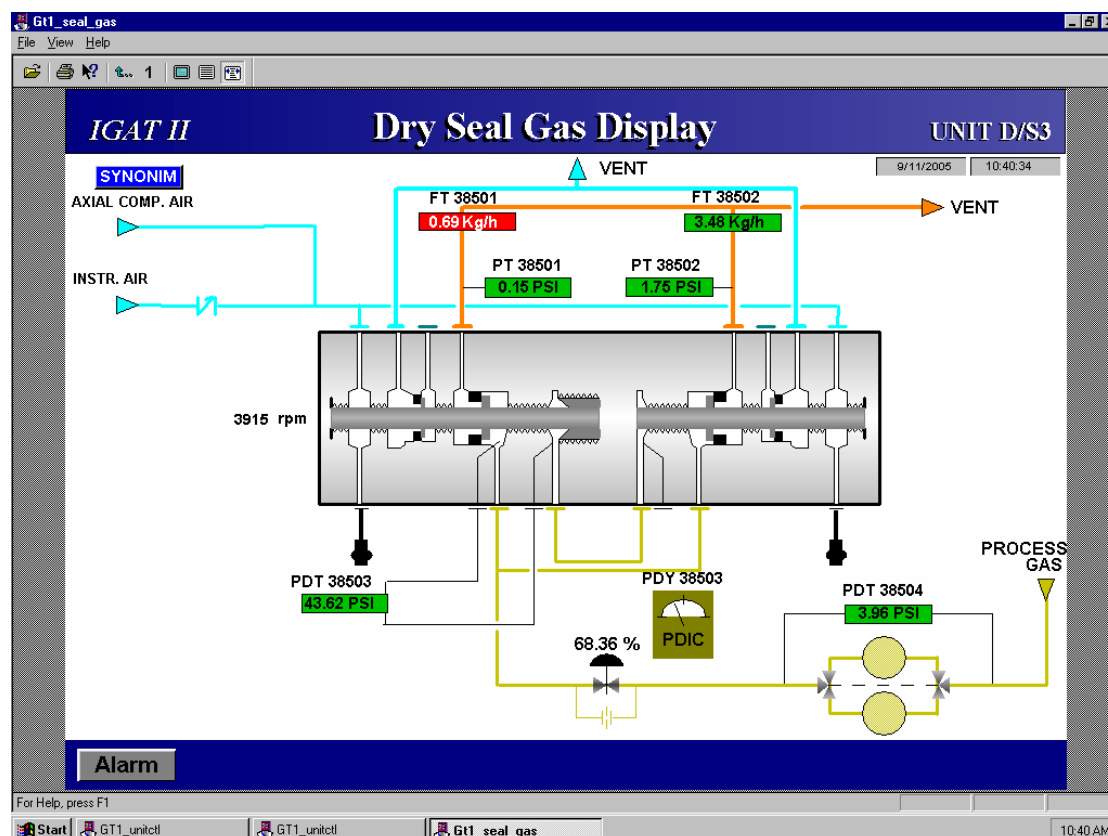 Gt1_seal_gas
File View Help
1
IGAT II
Dry Seal Gas Display
UNIT D/S3
9/11/2005
10:40:34
SYNONIM
VENT
AXIAL COMP. AIR
FT 38501
0.69 Kg/h
FT 38502
3.48 Kg/h
VENT
PT 38501
0.15 PSI
PT 38502
1.75 PSI
INSTR. AIR
3915 rpm
PROCESS
GAS
PDT 38503
43.62 PSI
PDY 38503
PDIC
PDT 38504
3.96 PSI
68.36 %
Alarm
For Help, press F1
Start
GT1_unitctl
GT1_unitctl
Gt1_seal_gas
10:40 AM